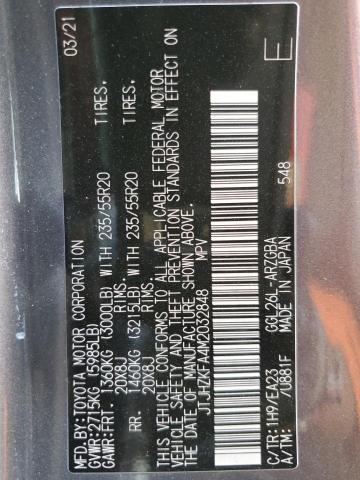 MFD.BY:TOYOTA MOTOR CORPORATION 03/21
GVWR:2715KG (5985LB)
GAWR:FRT. 1360KG (3000LB) WITH 235/55R20 TIRES.
20X8J RIMS.
RR. 1460KG (3215LB) WITH 235/55R20 TIRES.
20X8J RIMS.
THIS VEHICLE CONFORMS TO ALL APPLICABLE FEDERAL MOTOR
VEHICLE SAFETY AND THEFT PREVENTION STANDARDS IN EFFECT ON
THE DATE OF MANUFACTURE SHOWN ABOVE.
JTJHZKFA4M2032848 MPV
C/TR:1H9/EA23 GGL26L-ARZGBA
A/TM: /U881F MADE IN JAPAN 548
E